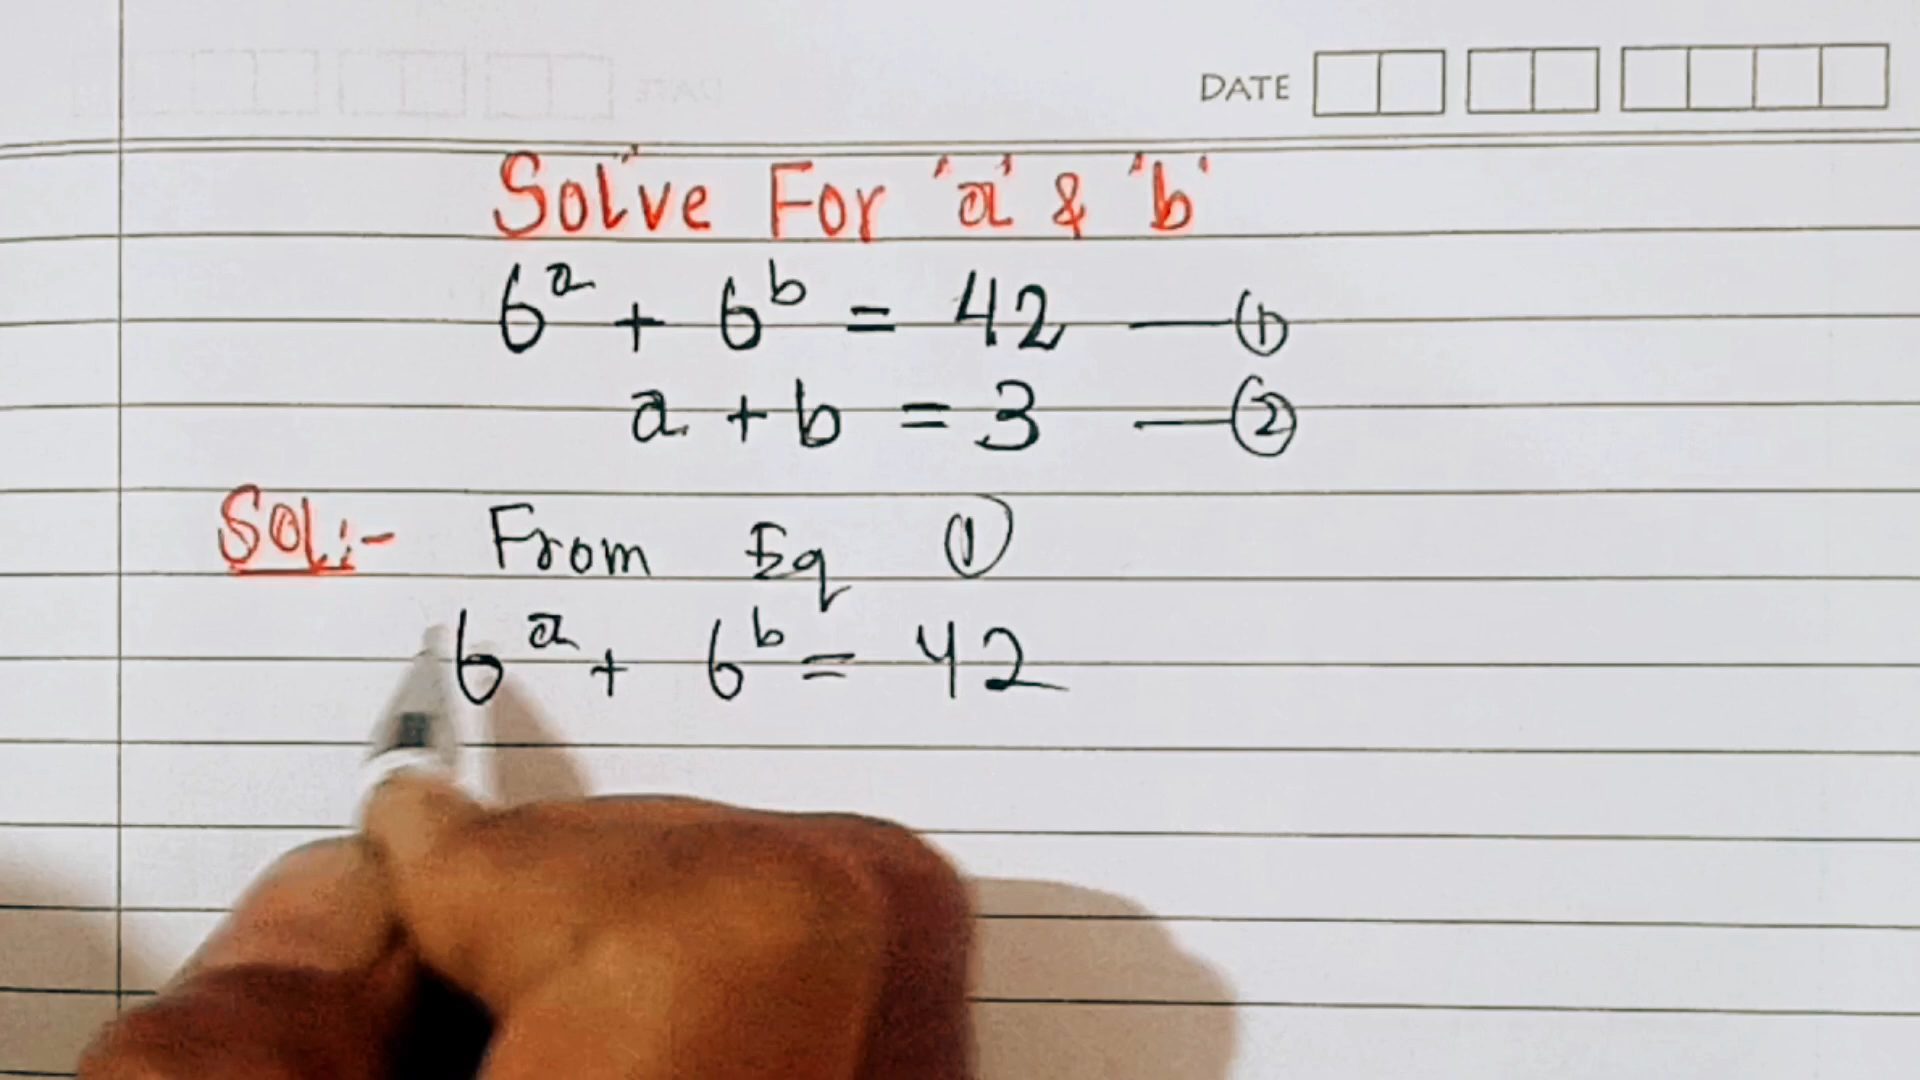 DATE
Solve For 'a' & 'b'
6^a + 6^b = 42 —①
a + b = 3 —②
Sol:- From Eq ①
6^a + 6^b = 42